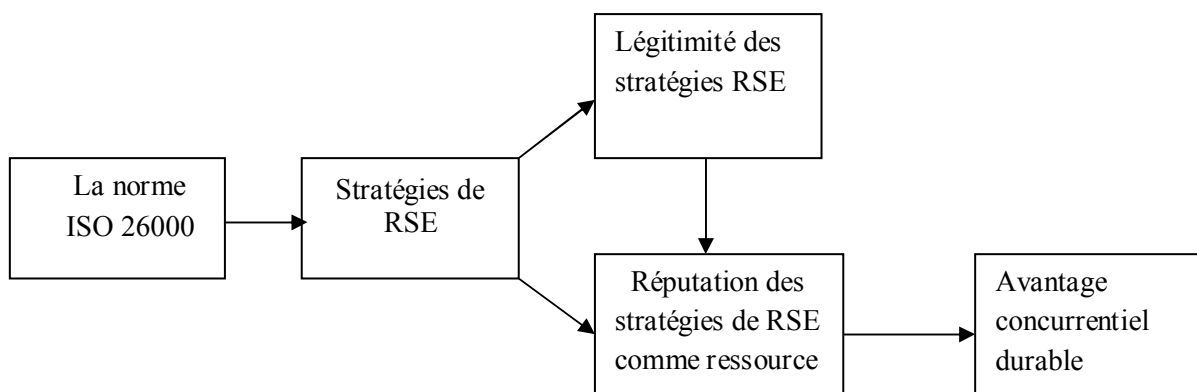 Légitimité des
stratégies RSE
La norme
ISO 26000
Stratégies de
RSE
Réputation des
stratégies de RSE
comme ressource
Avantage
concurrentiel
durable